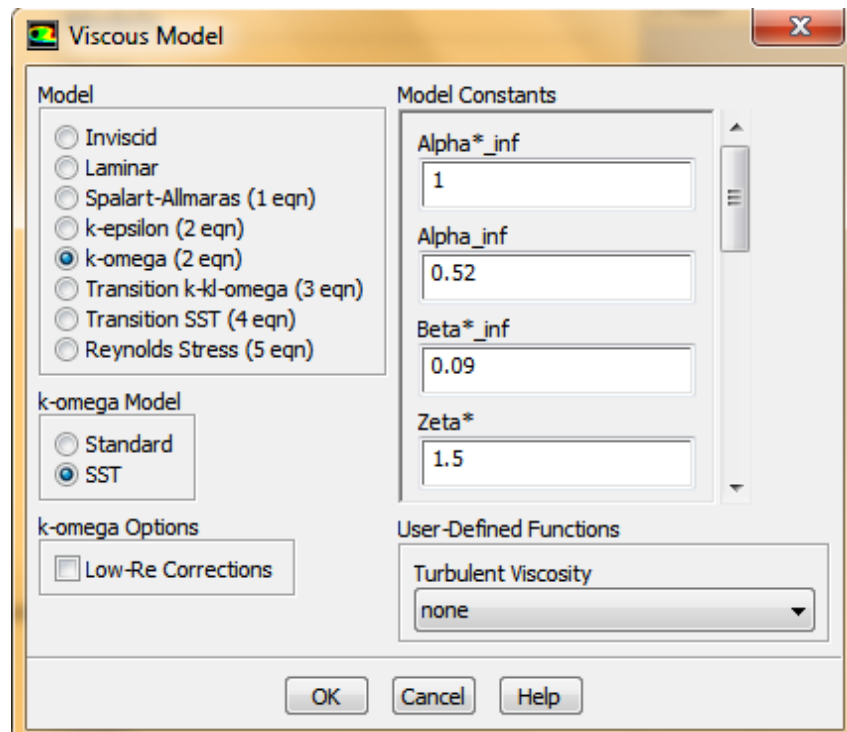 Viscous Model
Model
Inviscid
Laminar
Spalart-Allmaras (1 eqn)
k-epsilon (2 eqn)
k-omega (2 eqn)
Transition k-kl-omega (3 eqn)
Transition SST (4 eqn)
Reynolds Stress (5 eqn)
k-omega Model
Standard
SST
k-omega Options
Low-Re Corrections
Model Constants
Alpha*_inf
1
Alpha_inf
0.52
Beta*_inf
0.09
Zeta*
1.5
User-Defined Functions
Turbulent Viscosity
none
OK
Cancel
Help